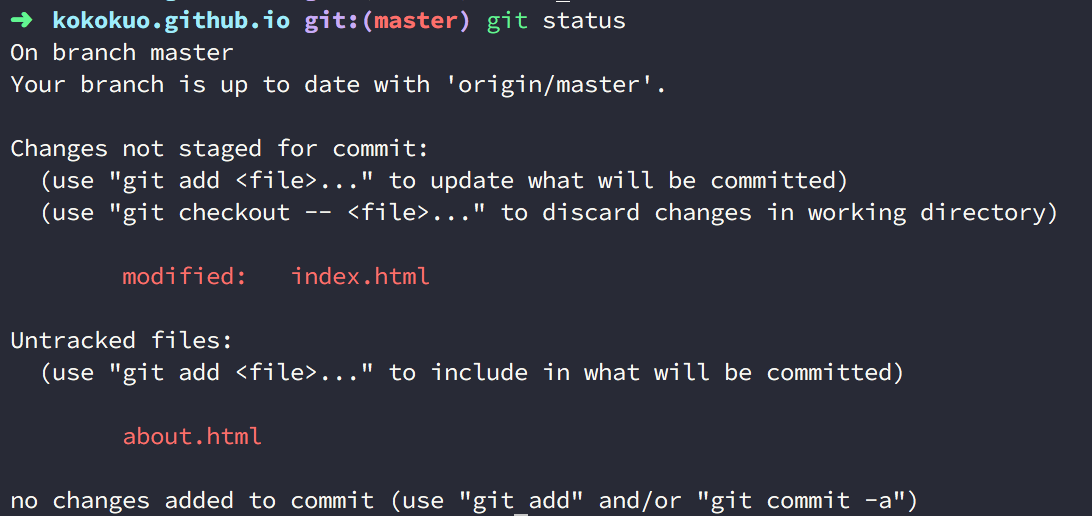 ➜ kokokuo.github.io git:(master) git status
On branch master
Your branch is up to date with 'origin/master'.
Changes not staged for commit:
(use "git add <file>..." to update what will be committed)
(use "git checkout -- <file>..." to discard changes in working directory)
modified: index.html
Untracked files:
(use "git add <file>..." to include in what will be committed)
about.html
no changes added to commit (use "git add" and/or "git commit -a")